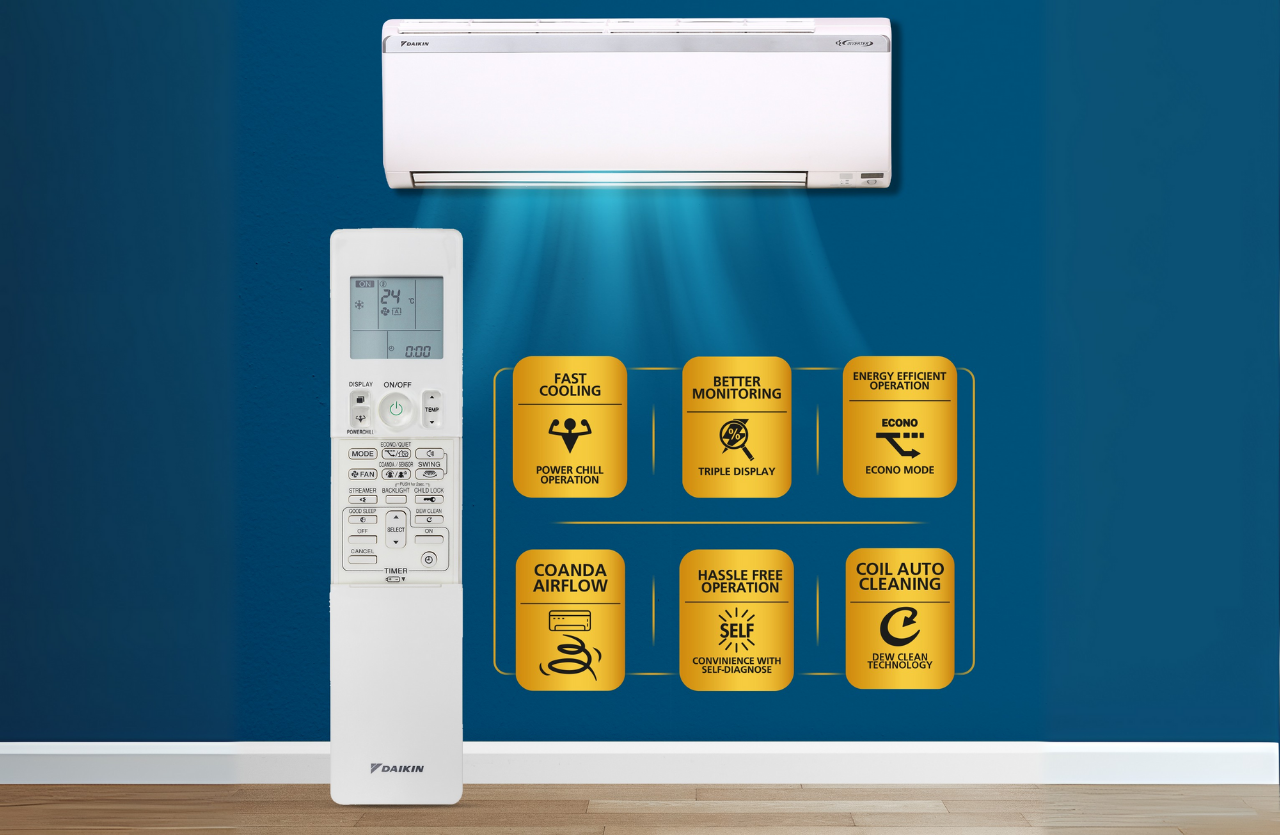 DAIKIN
INVERTER
ON
24 °C
A
0:00
DISPLAY
ON/OFF
TEMP
POWERCHILL
ECONO/QUIET
MODE
COANDA / SENSOR
SWING
FAN
STREAMER
BACKLIGHT
CHILD LOCK
GOOD SLEEP
DEW CLEAN
SELECT
OFF
ON
CANCEL
TIMER
DAIKIN
FAST
COOLING
POWER CHILL
OPERATION
BETTER
MONITORING
%
TRIPLE DISPLAY
ENERGY EFFICIENT
OPERATION
ECONO
ECONO MODE
COANDA
AIRFLOW
HASSLE FREE
OPERATION
SELF
CONVINIENCE WITH
SELF-DIAGNOSE
COIL AUTO
CLEANING
DEW CLEAN
TECHNOLOGY